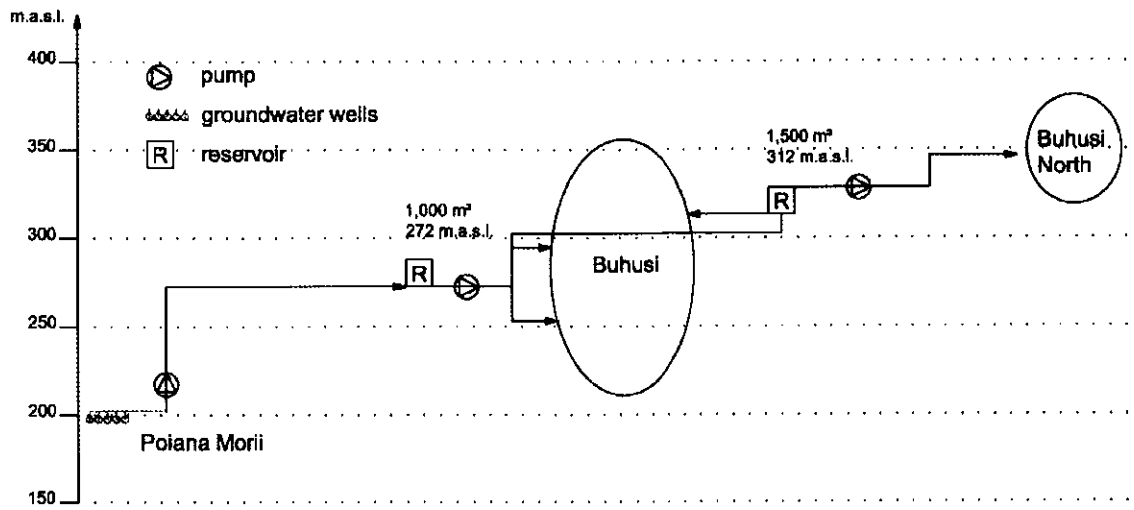 m.a.s.l.
400
350
300
250
200
150
pump
groundwater wells
R reservoir
1,000 m³
272 m.a.s.l.
R
Buhusi
1,500 m³
312 m.a.s.l.
R
Buhusi
North
Poiana Morii